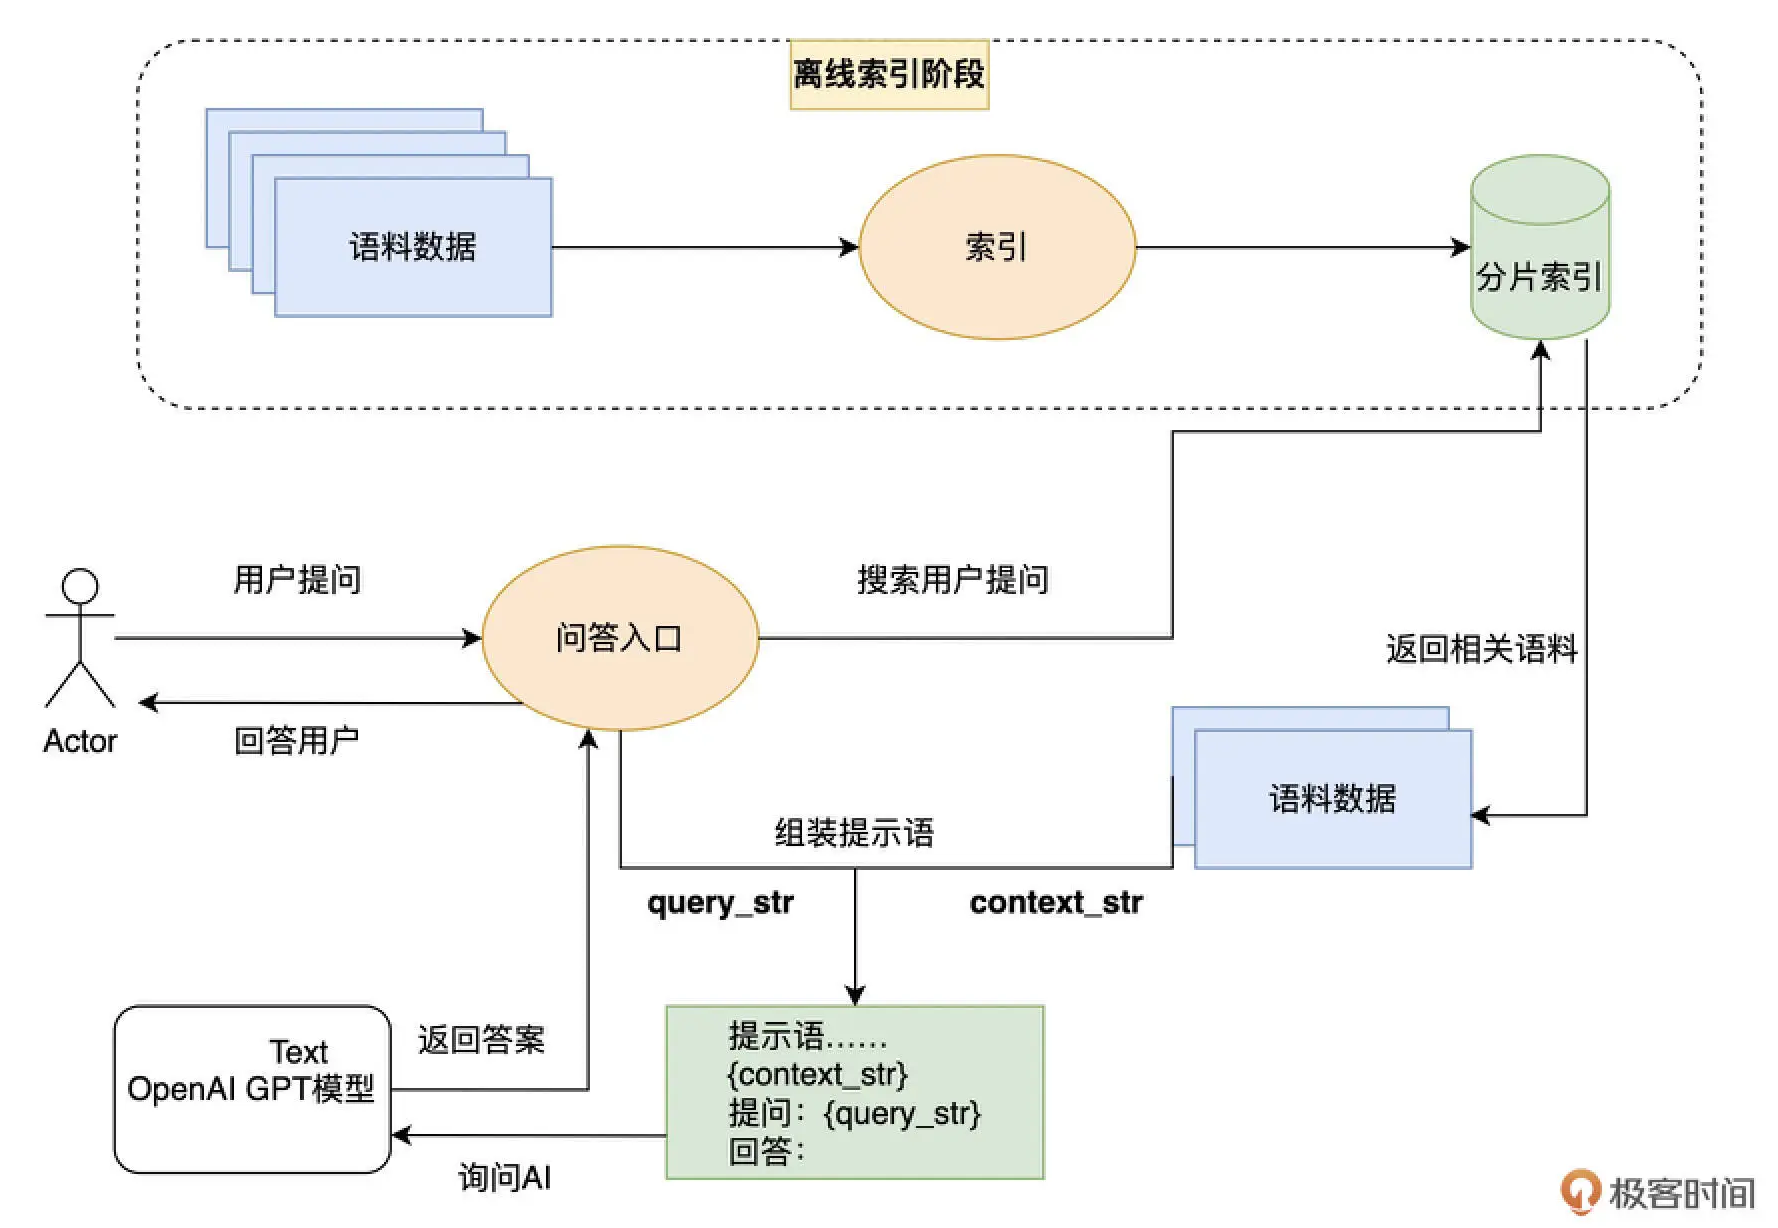 离线索引阶段
语料数据
索引
分片索引
用户提问
搜索用户提问
问答入口
返回相关语料
Actor
回答用户
语料数据
组装提示语
query_str
context_str
Text
OpenAI GPT模型
返回答案
提示语……
{context_str}
提问：{query_str}
回答：
询问AI
极客时间